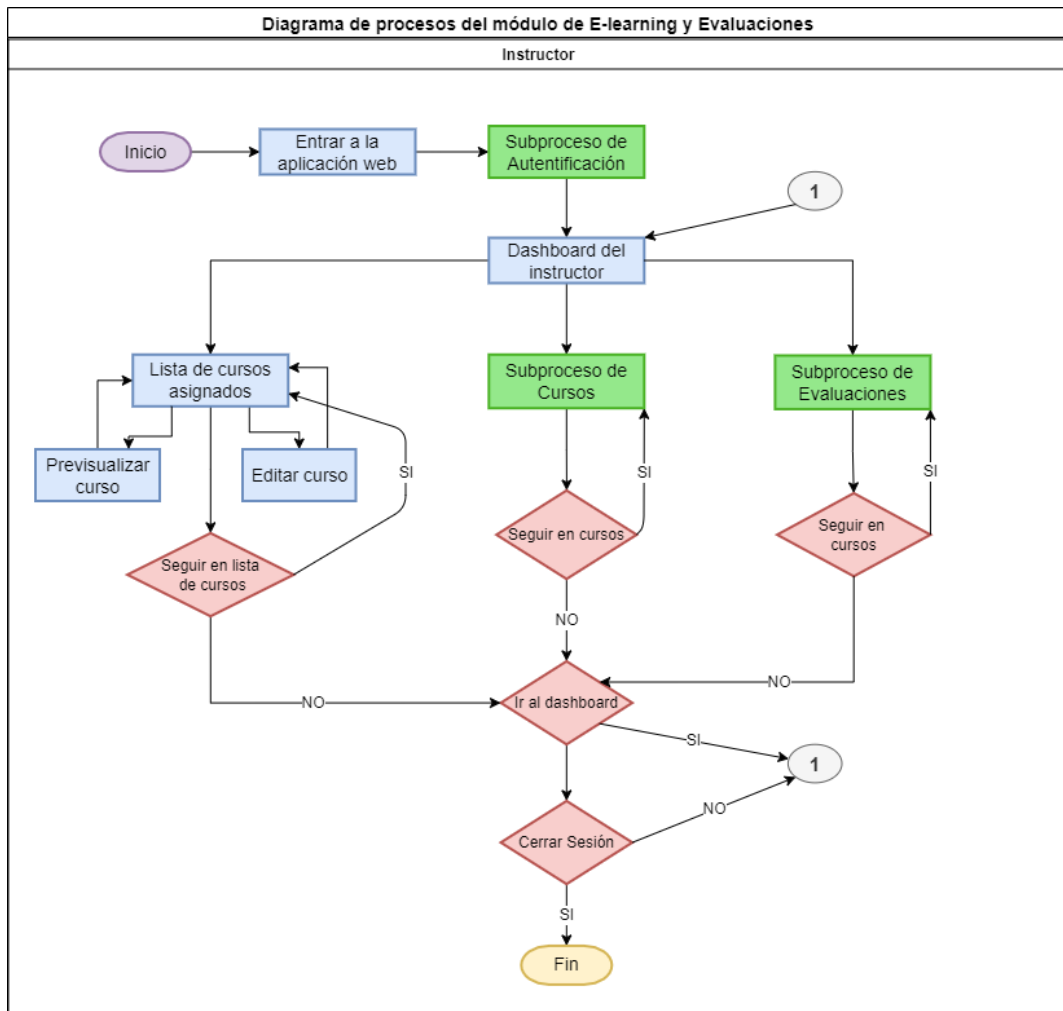 Diagrama de procesos del módulo de E-learning y Evaluaciones
Instructor
Inicio
Entrar a la
aplicación web
Subproceso de
Autentificación
1
Dashboard del
instructor
Lista de cursos
asignados
Subproceso de
Cursos
Subproceso de
Evaluaciones
Previsualizar
curso
Editar curso
SI
SI
SI
Seguir en lista
de cursos
Seguir en cursos
Seguir en
cursos
NO
NO
NO
Ir al dashboard
SI
1
NO
Cerrar Sesión
SI
Fin